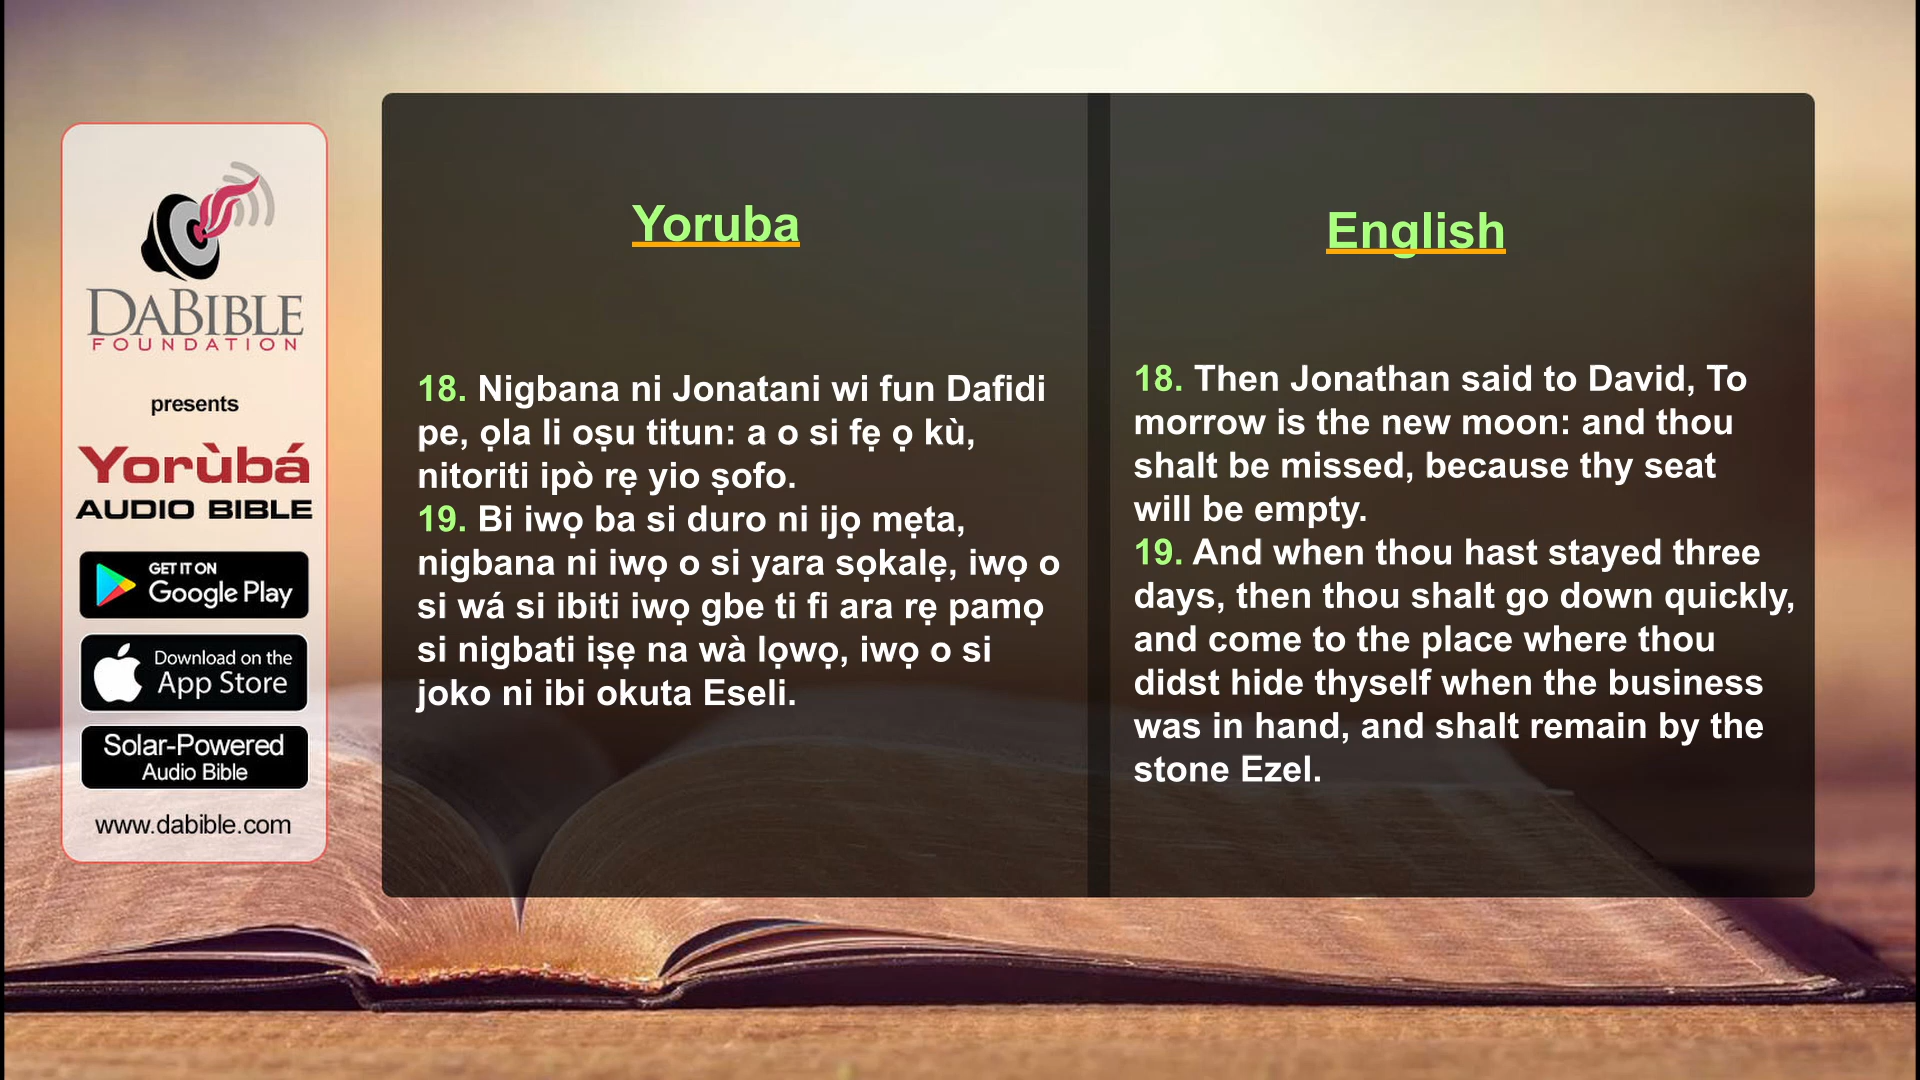 DABIBLE
FOUNDATION
presents
Yorùbá
AUDIO BIBLE
GET IT ON
Google Play
Download on the
App Store
Solar-Powered
Audio Bible
www.dabible.com
Yoruba
18. Nigbana ni Jonatani wi fun Dafidi
pe, ọla li oṣu titun: a o si fẹ ọ kù,
nitoriti ipò rẹ yio ṣofo.
19. Bi iwọ ba si duro ni ijọ mẹta,
nigbana ni iwọ o si yara sọkalẹ, iwọ o
si wá si ibiti iwọ gbe ti fi ara rẹ pamọ
si nigbati iṣẹ na wà lọwọ, iwọ o si
joko ni ibi okuta Eseli.
English
18. Then Jonathan said to David, To
morrow is the new moon: and thou
shalt be missed, because thy seat
will be empty.
19. And when thou hast stayed three
days, then thou shalt go down quickly,
and come to the place where thou
didst hide thyself when the business
was in hand, and shalt remain by the
stone Ezel.